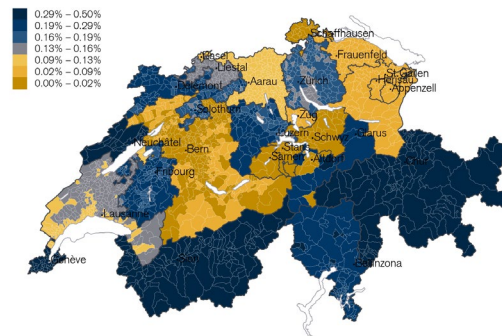 0.29% – 0.50%
0.19% – 0.29%
0.16% – 0.19%
0.13% – 0.16%
0.09% – 0.13%
0.02% – 0.09%
0.00% – 0.02%
Schaffhausen
Basel
Liestal
Frauenfeld
Delémont
Aarau
Zürich
St.Gallen
Herisau
Appenzell
Solothurn
Zug
Neuchâtel
Luzern
Schwyz
Glarus
Bern
Stans
Sarnen
Altdorf
Chur
Fribourg
Lausanne
Genève
Sion
Bellinzona